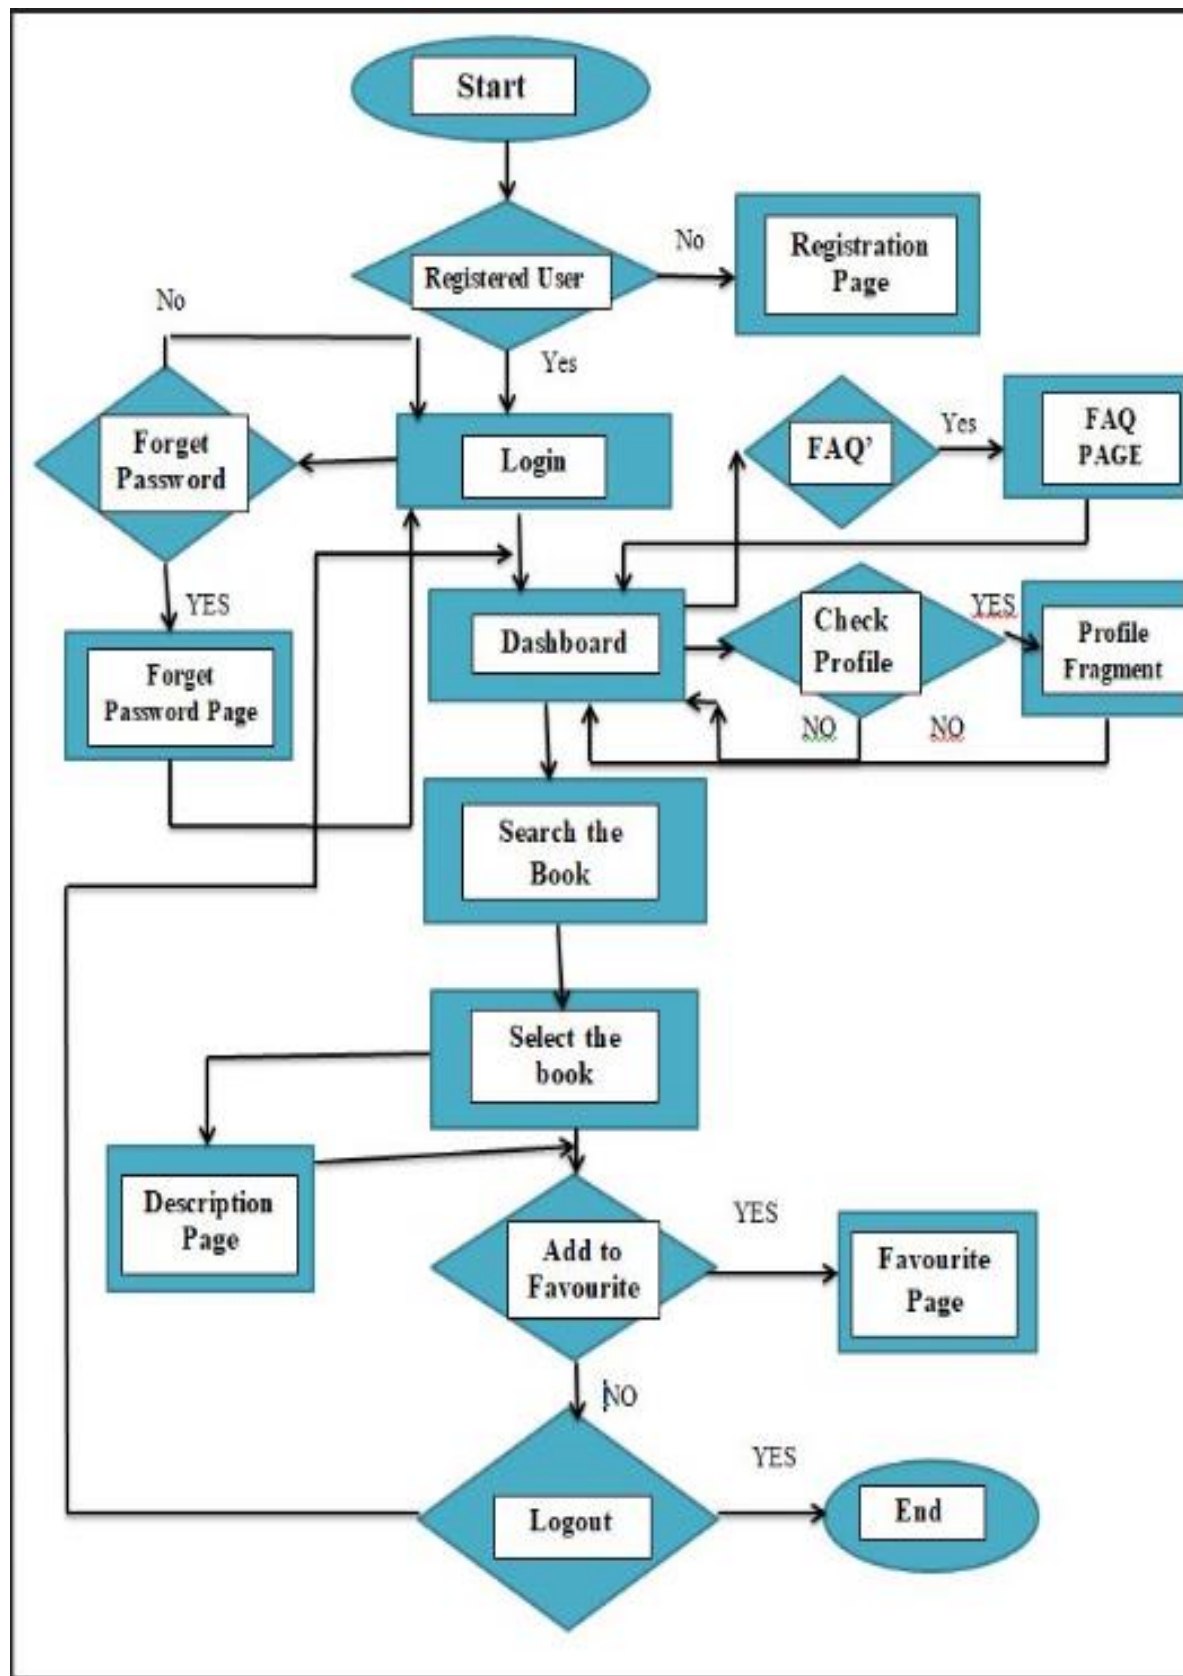 Start
Registered User
No
Registration
Page
Yes
No
Forget
Password
Login
FAQ'
Yes
FAQ
PAGE
YES
Forget
Password Page
Dashboard
Check
Profile
YES
Profile
Fragment
NO
NO
Search the
Book
Select the
book
Description
Page
Add to
Favourite
YES
Favourite
Page
NO
Logout
YES
End